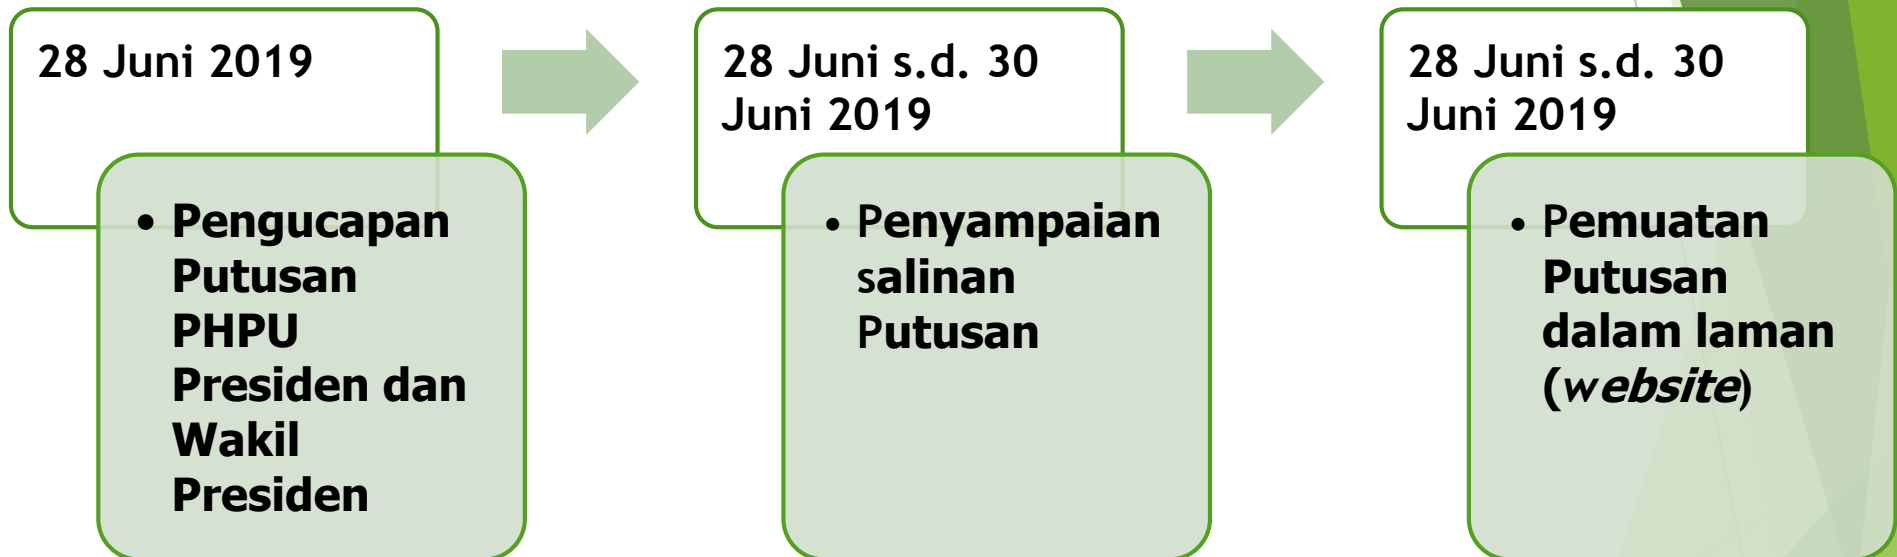 28 Juni 2019
• Pengucapan
Putusan
PHPU
Presiden dan
Wakil
Presiden
28 Juni s.d. 30
Juni 2019
• Penyampaian
salinan
Putusan
28 Juni s.d. 30
Juni 2019
• Pemuatan
Putusan
dalam laman
(website)